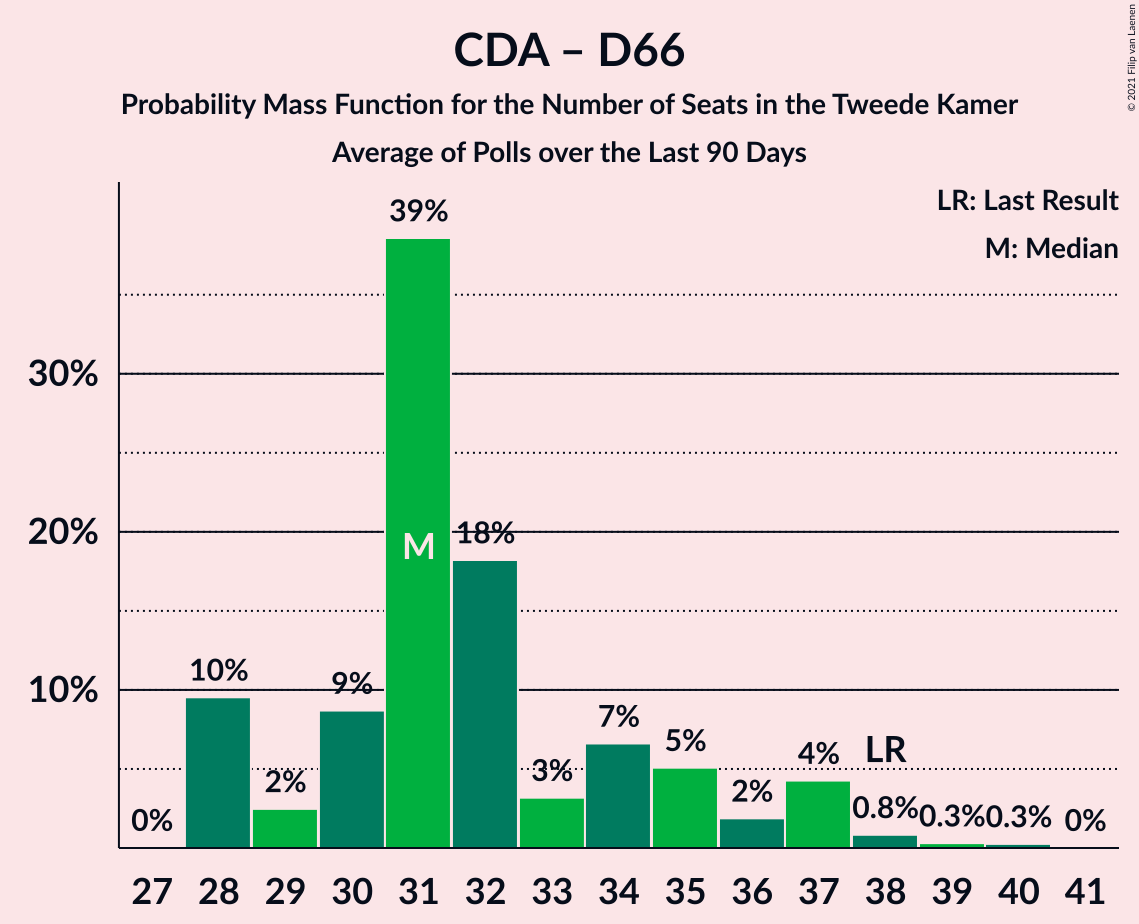 CDA – D66
Probability Mass Function for the Number of Seats in the Tweede Kamer
Average of Polls over the Last 90 Days
© 2021 Filip van Laenen
LR: Last Result
M: Median
39%
30%
M
18%
20%
10%
9%
10%
7%
5%
LR
4%
3%
2%
2%
0%
0.8%
0.3%
0.3%
0%
27 28 29 30 31 32 33 34 35 36 37 38 39 40 41